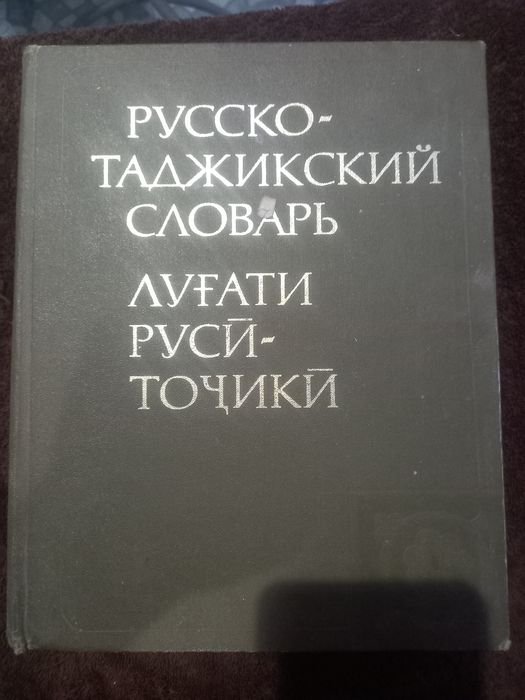 РУССКО-
ТАДЖИКСКИЙ
СЛОВАРЬ
ЛУҒАТИ
РУСӢ-
ТОҶИКӢ